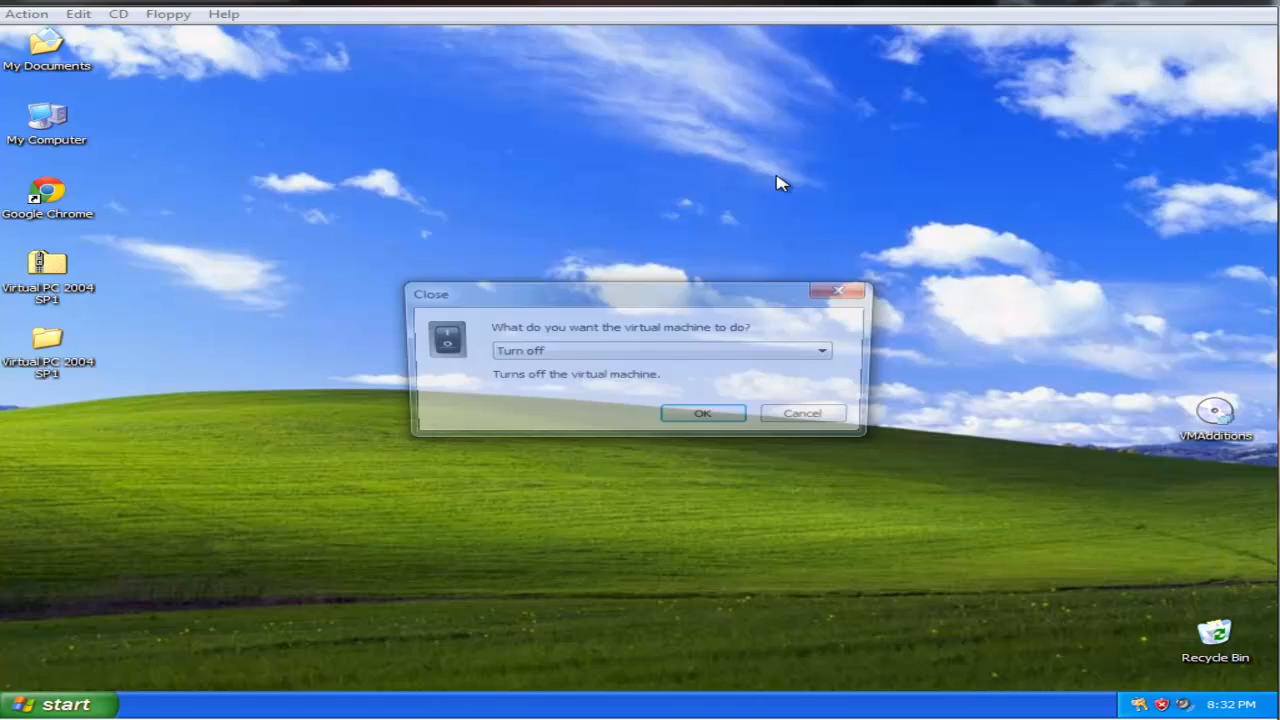 Action Edit CD Floppy Help
My Documents
My Computer
Google Chrome
Virtual PC 2004
SP1
Virtual PC 2004
SP1
Close
What do you want the virtual machine to do?
Turn off
Turns off the virtual machine.
OK Cancel
VMAdditions
Recycle Bin
start
8:32 PM